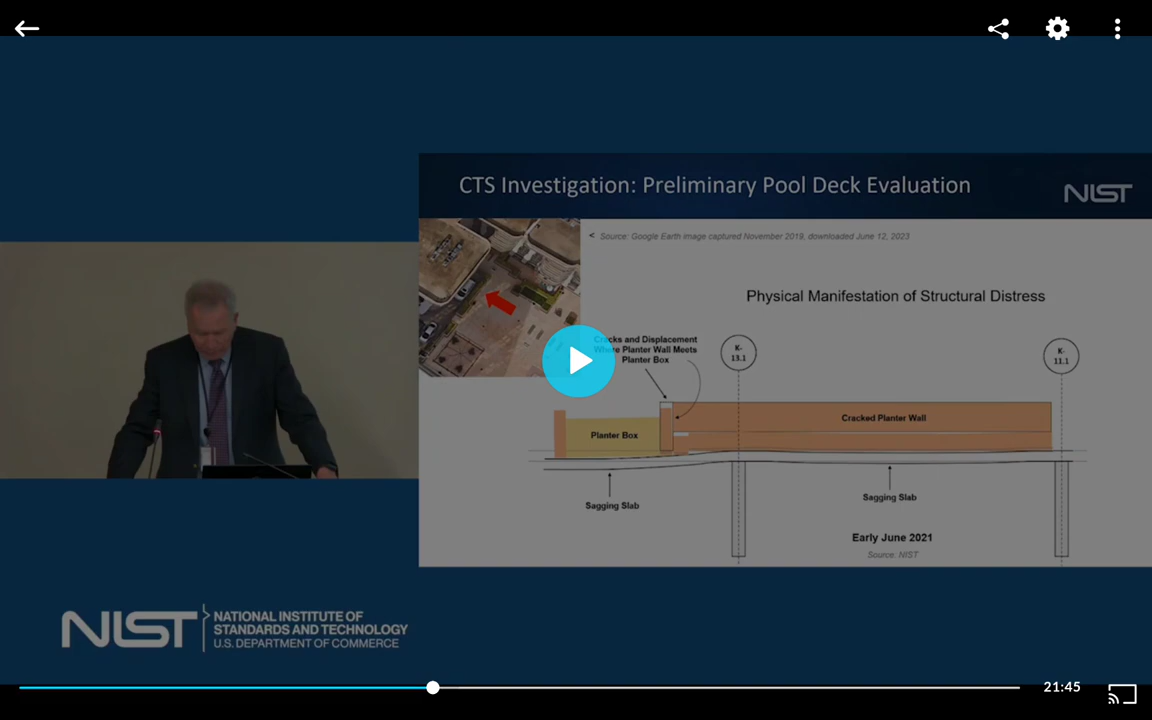 CTS Investigation: Preliminary Pool Deck Evaluation
NIST
< Source: Google Earth image captured November 2019, downloaded June 12, 2023
Physical Manifestation of Structural Distress
Cracks and Displacement
Where Planter Wall Meets
Planter Box
K-
13.1
K-
11.1
Cracked Planter Wall
Planter Box
Sagging Slab
Sagging Slab
Early June 2021
Source: NIST
NIST
NATIONAL INSTITUTE OF
STANDARDS AND TECHNOLOGY
U.S. DEPARTMENT OF COMMERCE
21:45